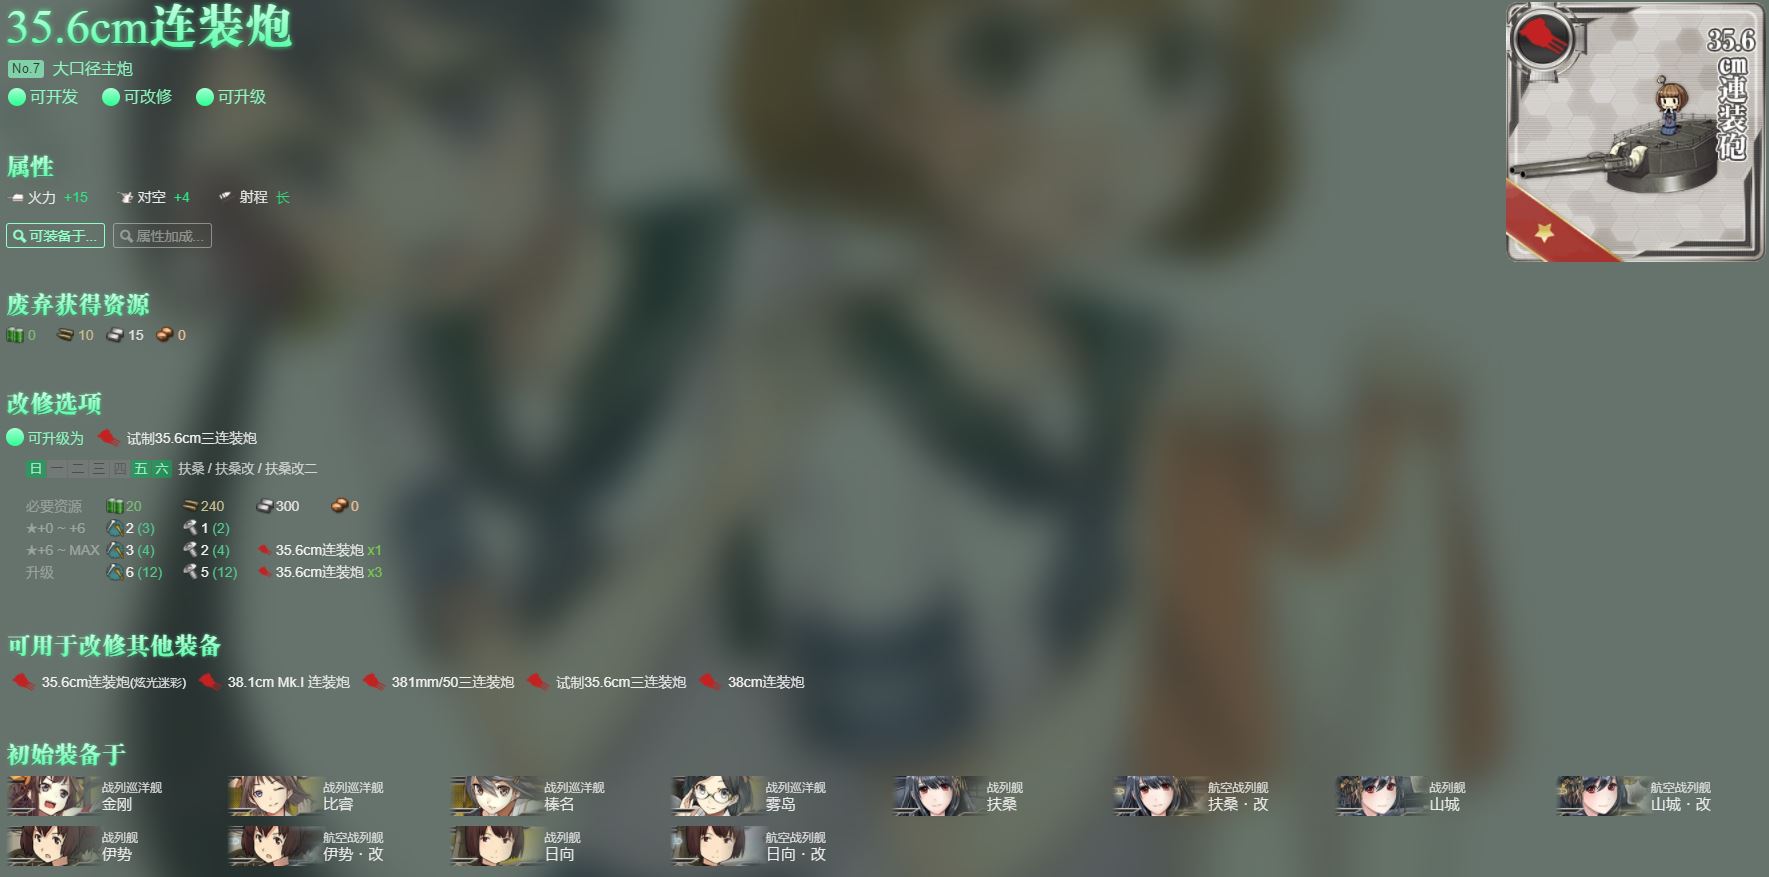 35.6cm连装炮
No.7 大口径主炮
可开发 可改修 可升级
属性
火力 +15 对空 +4 射程 长
可装备于... 属性加成...
35.6
cm
連
装
砲
废弃获得资源
0 10 15 0
改修选项
可升级为 试制35.6cm三连装炮
日 一 二 三 四 五 六 扶桑 / 扶桑改 / 扶桑改二
必要资源 20 240 300 0
★+0 ~ +6 2 (3) 1 (2)
★+6 ~ MAX 3 (4) 2 (4) 35.6cm连装炮 x1
升级 6 (12) 5 (12) 35.6cm连装炮 x3
可用于改修其他装备
35.6cm连装炮(炫光迷彩) 38.1cm Mk.I 连装炮 381mm/50三连装炮 试制35.6cm三连装炮 38cm连装炮
初始装备于
战列巡洋舰 战列巡洋舰 战列巡洋舰 战列巡洋舰 战列舰 航空战列舰 战列舰 航空战列舰
金刚 比睿 榛名 雾岛 扶桑 扶桑 · 改 山城 山城 · 改
战列舰 航空战列舰 战列舰 航空战列舰
伊势 伊势 · 改 日向 日向 · 改